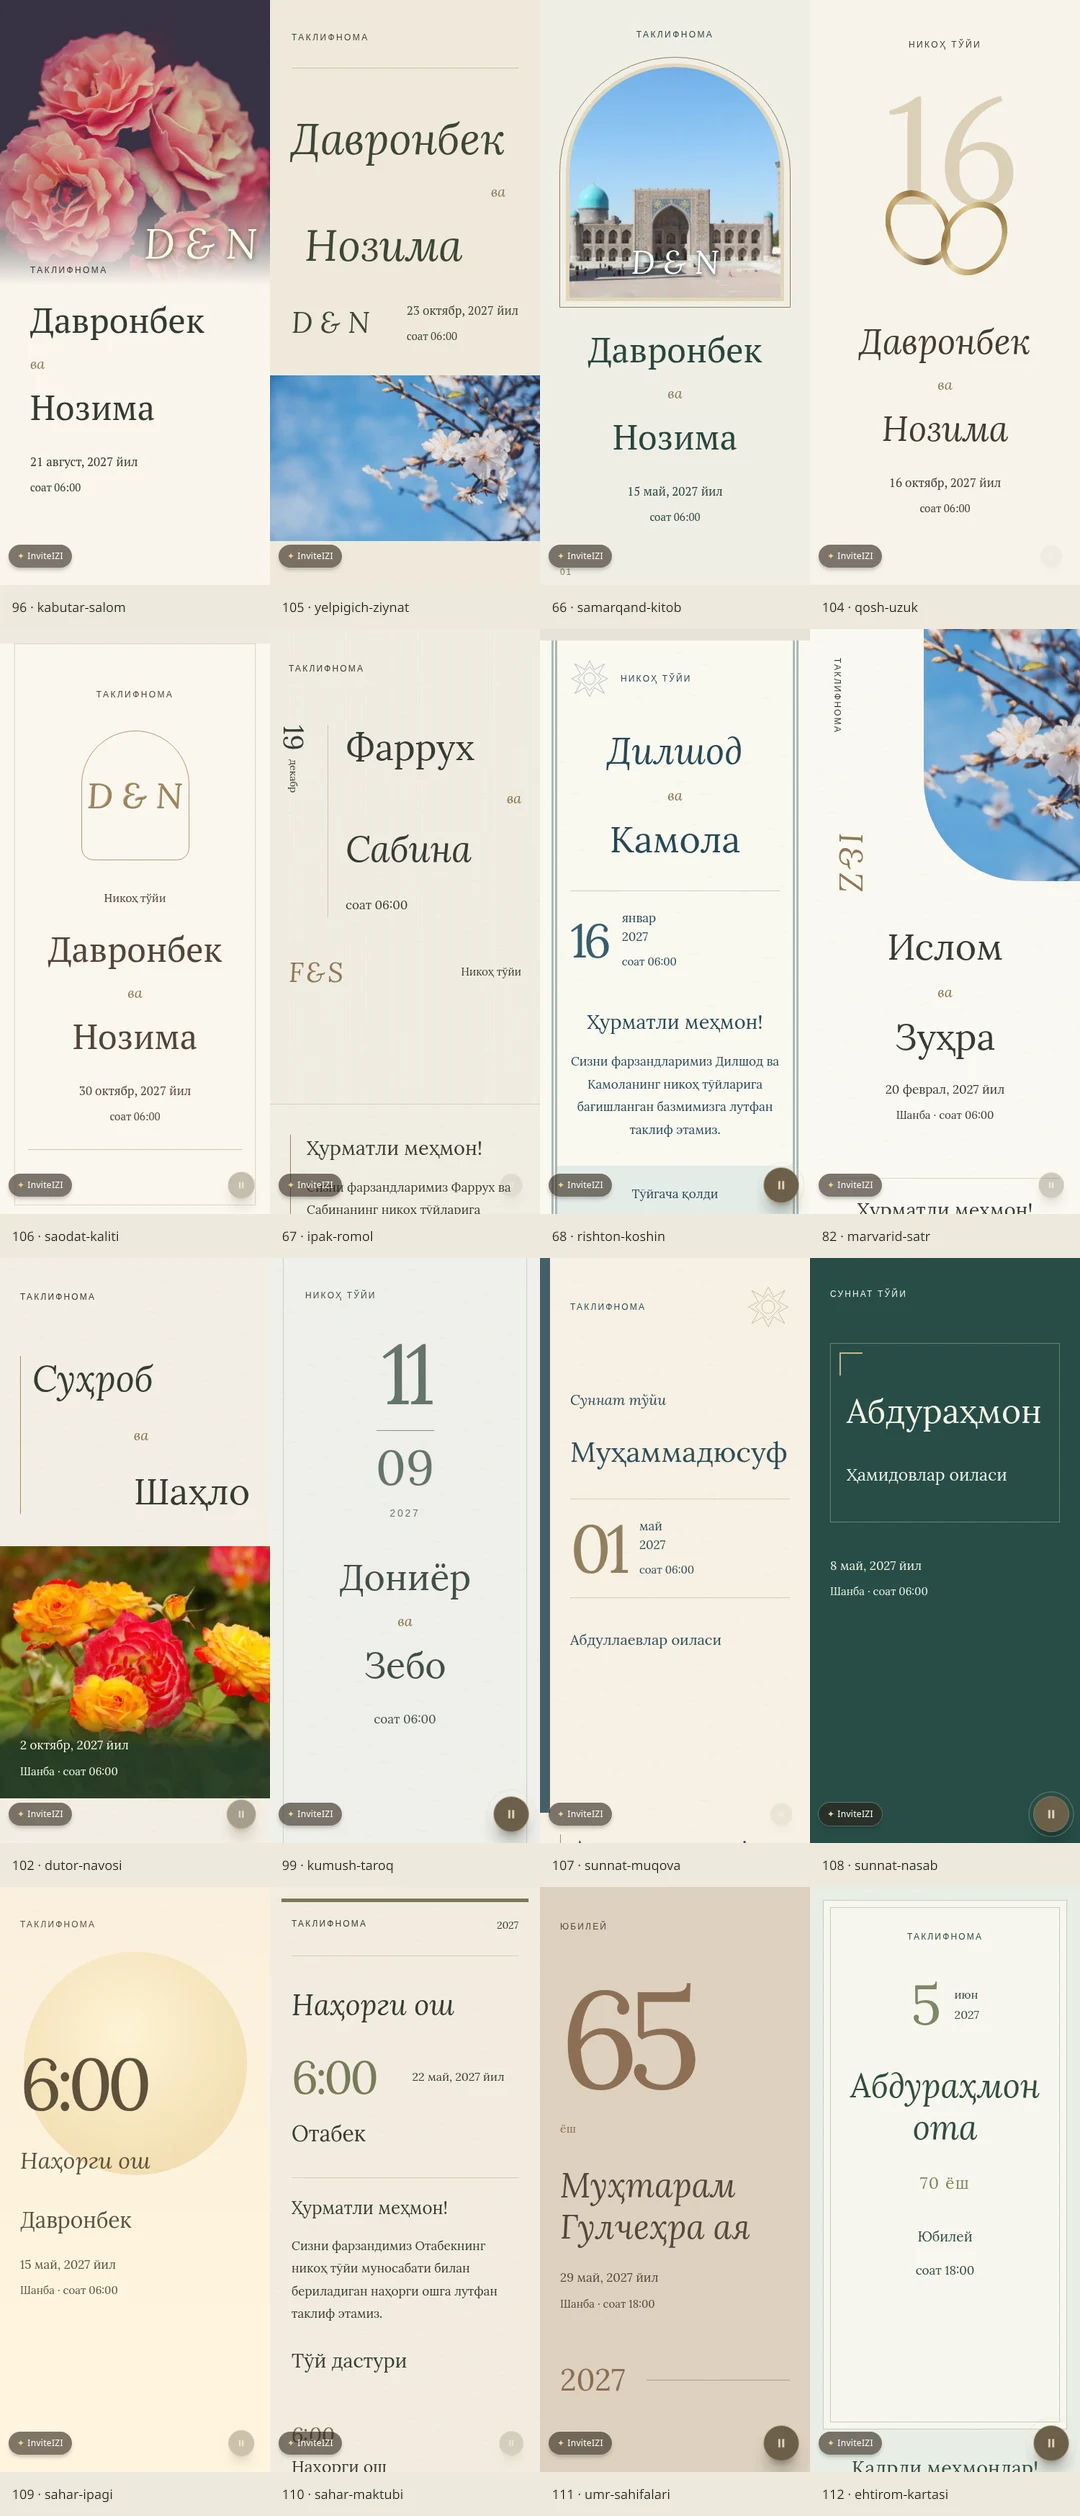 D & N
ТАКЛИФНОМА
Давронбек
ва
Нозима
21 август, 2027 йил
соат 06:00
✦ InviteIZI
96 · kabutar-salom
ТАКЛИФНОМА
Давронбек
ва
Нозима
D & N
23 октябр, 2027 йил
соат 06:00
✦ InviteIZI
105 · yelpigich-ziynat
ТАКЛИФНОМА
D & N
Давронбек
ва
Нозима
15 май, 2027 йил
соат 06:00
✦ InviteIZI
01
66 · samarqand-kitob
НИКОҲ ТЎЙИ
16
Давронбек
ва
Нозима
16 октябр, 2027 йил
соат 06:00
✦ InviteIZI
104 · qosh-uzuk
ТАКЛИФНОМА
D & N
Никоҳ тўйи
Давронбек
ва
Нозима
30 октябр, 2027 йил
соат 06:00
✦ InviteIZI
106 · saodat-kaliti
ТАКЛИФНОМА
19 декабр
Фаррух
ва
Сабина
соат 06:00
F&S
Никоҳ тўйи
Ҳурматли меҳмон!
Сизни фарзандларимиз Фаррух ва
Сабинанинг никоҳ тўйларига
✦ InviteIZI
67 · ipak-romol
НИКОҲ ТЎЙИ
Дилшод
ва
Камола
16
январ
2027
соат 06:00
Ҳурматли меҳмон!
Сизни фарзандларимиз Дилшод ва
Камоланинг никоҳ тўйларига
бағишланган базмимизга лутфан
таклиф этамиз.
Тўйгача қолди
✦ InviteIZI
68 · rishton-koshin
ТАКЛИФНОМА
I&Z
Ислом
ва
Зуҳра
20 феврал, 2027 йил
Шанба · соат 06:00
✦ InviteIZI
Ҳурматли меҳмон!
82 · marvarid-satr
ТАКЛИФНОМА
Суҳроб
ва
Шаҳло
2 октябр, 2027 йил
Шанба · соат 06:00
✦ InviteIZI
102 · dutor-navosi
НИКОҲ ТЎЙИ
11
09
2027
Дониёр
ва
Зебо
соат 06:00
✦ InviteIZI
99 · kumush-taroq
ТАКЛИФНОМА
Суннат тўйи
Муҳаммадюсуф
01
май
2027
соат 06:00
Абдуллаевлар оиласи
✦ InviteIZI
107 · sunnat-muqova
СУННАТ ТЎЙИ
Абдураҳмон
Ҳамидовлар оиласи
8 май, 2027 йил
Шанба · соат 06:00
✦ InviteIZI
108 · sunnat-nasab
ТАКЛИФНОМА
6:00
Наҳорги ош
Давронбек
15 май, 2027 йил
Шанба · соат 06:00
✦ InviteIZI
109 · sahar-ipagi
ТАКЛИФНОМА
2027
Наҳорги ош
6:00
22 май, 2027 йил
Отабек
Ҳурматли меҳмон!
Сизни фарзандимиз Отабекнинг
никоҳ тўйи муносабати билан
бериладиган наҳорги ошга лутфан
таклиф этамиз.
Тўй дастури
6:00
✦ InviteIZI
Наҳорги ош
110 · sahar-maktubi
ЮБИЛЕЙ
65
ёш
Муҳтарам
Гулчеҳра ая
29 май, 2027 йил
Шанба · соат 18:00
2027
✦ InviteIZI
111 · umr-sahifalari
ТАКЛИФНОМА
5
июн
2027
Абдураҳмон
ота
70 ёш
Юбилей
соат 18:00
✦ InviteIZI
Қадрли меҳмонлар!
112 · ehtirom-kartasi